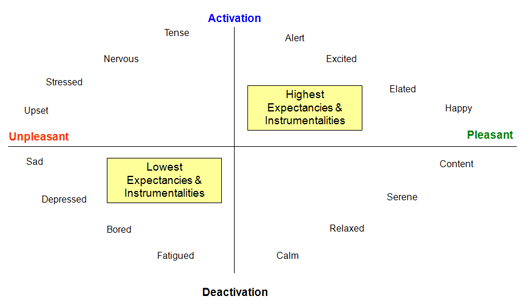 Activation
Tense
Alert
Nervous
Excited
Stressed
Elated
Highest
Expectancies &
Instrumentalities
Upset
Happy
Unpleasant
Pleasant
Sad
Content
Lowest
Expectancies &
Instrumentalities
Depressed
Serene
Bored
Relaxed
Fatigued
Calm
Deactivation